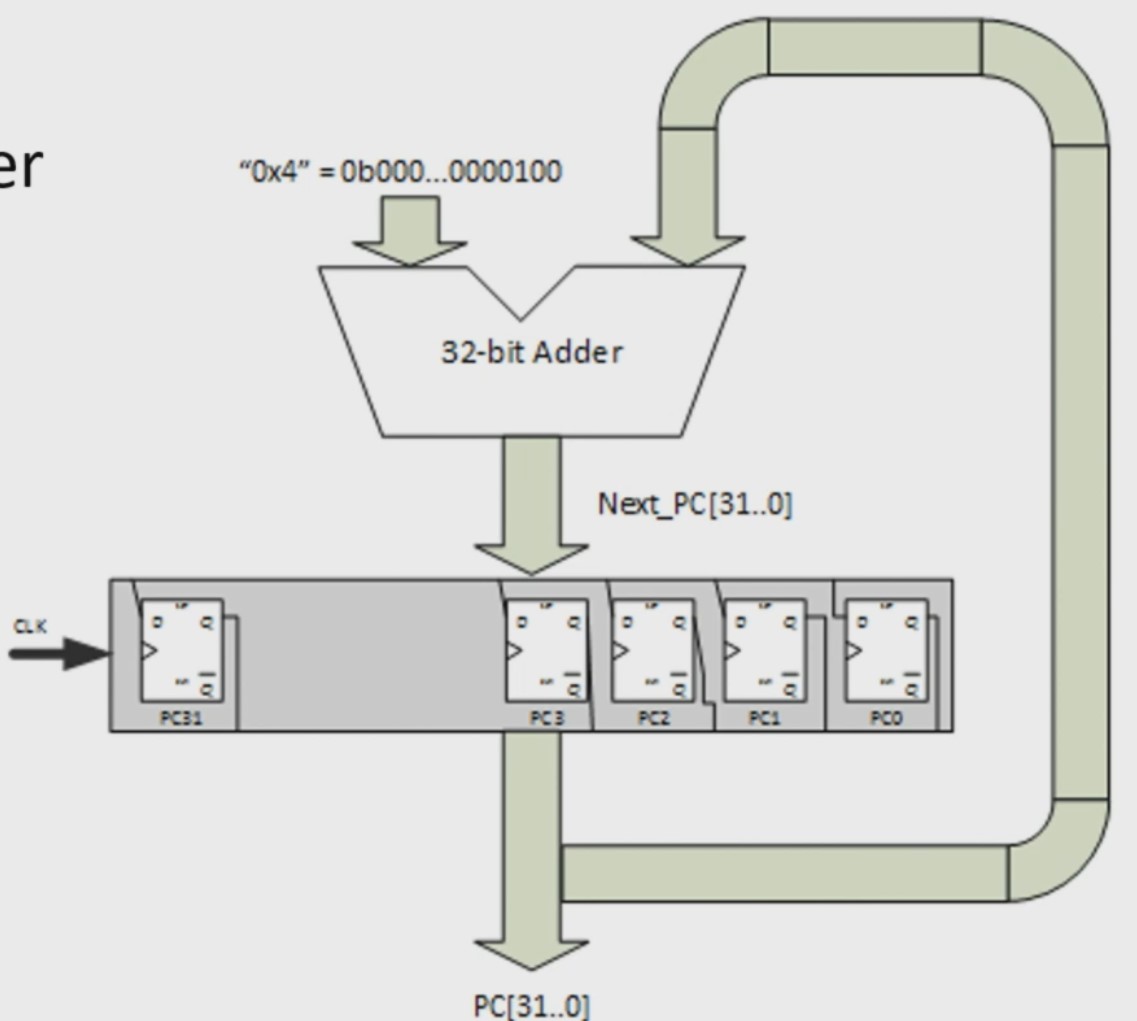 er
“0x4” = 0b000...0000100
32-bit Adder
Next_PC[31..0]
CLK
D Q
Q
PC31
D Q
Q
PC3
D Q
Q
PC2
D Q
Q
PC1
D Q
Q
PC0
PC[31..0]